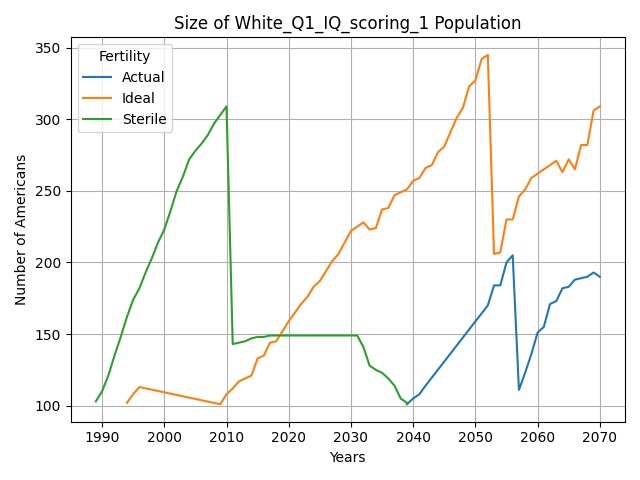 Size of White_Q1_IQ_scoring_1 Population
Number of Americans
350
300
250
200
150
100
Fertility
Actual
Ideal
Sterile
1990 2000 2010 2020 2030 2040 2050 2060 2070
Years